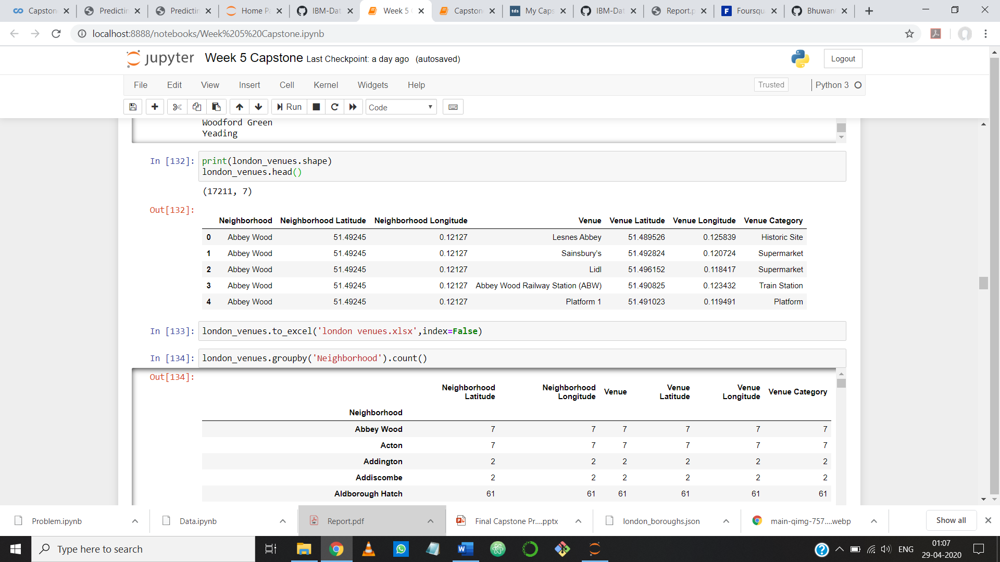 Capston
Predictin
Predictin
Home Pa
IBM-Dat
Week 5
Capston
tds My Caps
IBM-Dat
Report.p
F Foursqu
Bhuwan
localhost:8888/notebooks/Week%205%20Capstone.ipynb
jupyter Week 5 Capstone Last Checkpoint: a day ago (autosaved)
Logout
File Edit View Insert Cell Kernel Widgets Help
Trusted
Python 3
Run
Code
Woodford Green
Yeading
In [132]: print(london_venues.shape)
london_venues.head()
(17211, 7)
Out[132]:
Neighborhood Neighborhood Latitude Neighborhood Longitude Venue Venue Latitude Venue Longitude Venue Category
0 Abbey Wood 51.49245 0.12127 Lesnes Abbey 51.489526 0.125839 Historic Site
1 Abbey Wood 51.49245 0.12127 Sainsbury's 51.492824 0.120724 Supermarket
2 Abbey Wood 51.49245 0.12127 Lidl 51.496152 0.118417 Supermarket
3 Abbey Wood 51.49245 0.12127 Abbey Wood Railway Station (ABW) 51.490825 0.123432 Train Station
4 Abbey Wood 51.49245 0.12127 Platform 1 51.491023 0.119491 Platform
In [133]: london_venues.to_excel('london venues.xlsx',index=False)
In [134]: london_venues.groupby('Neighborhood').count()
Out[134]:
Neighborhood Neighborhood Venue Venue Venue Venue Category
Latitude Longitude Latitude Longitude
Neighborhood
Abbey Wood 7 7 7 7 7 7
Acton 7 7 7 7 7 7
Addington 2 2 2 2 2 2
Addiscombe 2 2 2 2 2 2
Aldborough Hatch 61 61 61 61 61 61
Problem.ipynb
Data.ipynb
Report.pdf
Final Capstone Pr....pptx
london_boroughs.json
main-qimg-757....webp
Show all
Type here to search
ENG
01:07
29-04-2020